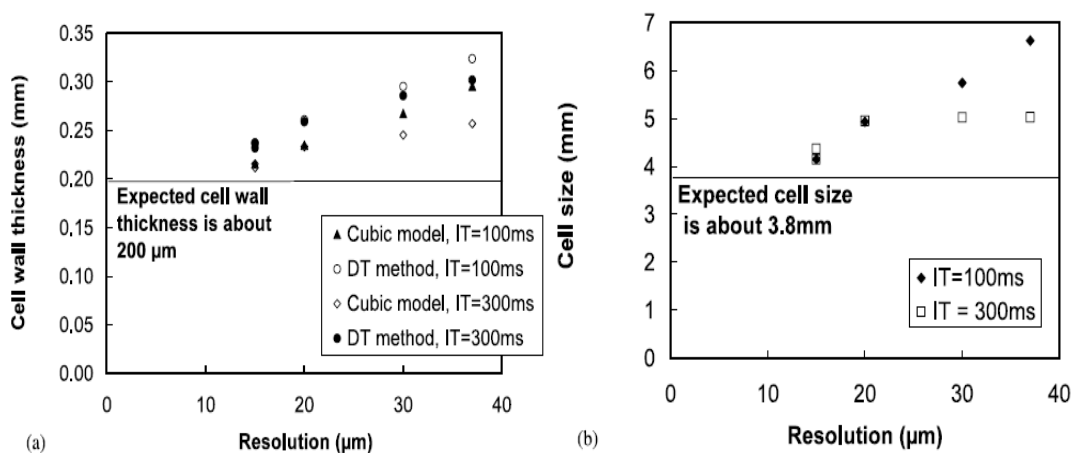 0.35
0.30
0.25
0.20
0.15
0.10
0.05
0.00
Cell wall thickness (mm)
Expected cell wall
thickness is about
200 µm
Cubic model, IT=100ms
DT method, IT=100ms
Cubic model, IT=300ms
DT method, IT=300ms
0 10 20 30 40
Resolution (µm)
(a)
7
6
5
4
3
2
1
0
Cell size (mm)
Expected cell size
is about 3.8mm
IT=100ms
IT = 300ms
0 10 20 30 40
Resolution (µm)
(b)